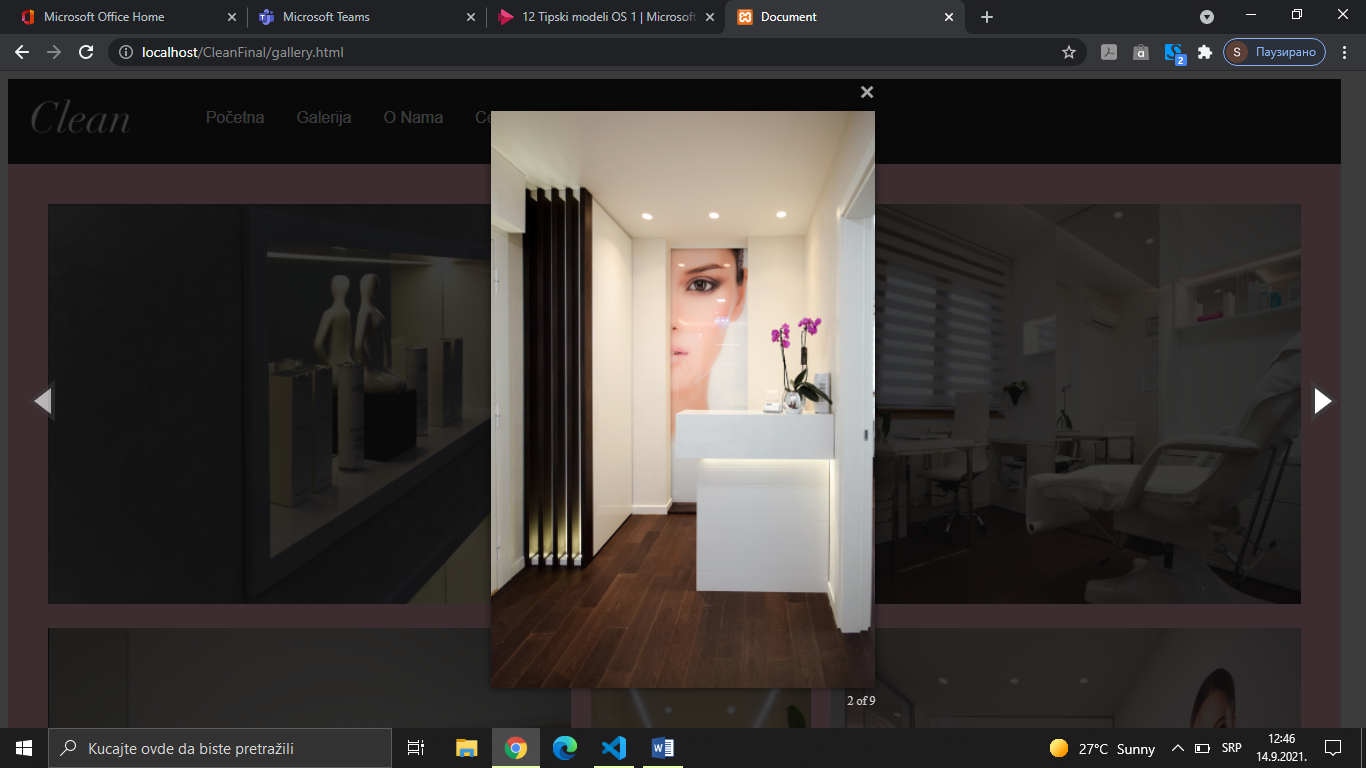 Microsoft Office Home
Microsoft Teams
12 Tipski modeli OS 1 | Microsoft
Document
localhost/CleanFinal/gallery.html
2
S
Паузирано
Clean
Početna
Galerija
O Nama
2 of 9
Kucajte ovde da biste pretražili
27°C Sunny
SRP
12:46
14.9.2021.